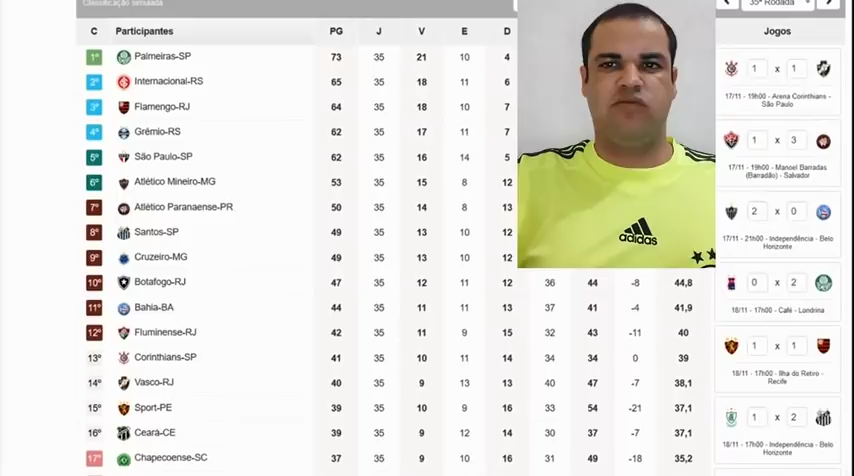 Classificação simulada
35ª Rodada
C Participantes PG J V E D Jogos
1º Palmeiras-SP 73 35 21 10 4
2º Internacional-RS 65 35 18 11 6
3º Flamengo-RJ 64 35 18 10 7
4º Grêmio-RS 62 35 17 11 7
5º São Paulo-SP 62 35 16 14 5
6º Atlético Mineiro-MG 53 35 15 8 12
7º Atlético Paranaense-PR 50 35 14 8 13
8º Santos-SP 49 35 13 10 12
9º Cruzeiro-MG 49 35 13 10 12
10º Botafogo-RJ 47 35 12 11 12 36 44 -8 44,8
11º Bahia-BA 44 35 11 11 13 37 41 -4 41,9
12º Fluminense-RJ 42 35 11 9 15 32 43 -11 40
13º Corinthians-SP 41 35 10 11 14 34 34 0 39
14º Vasco-RJ 40 35 9 13 13 40 47 -7 38,1
15º Sport-PE 39 35 10 9 16 33 54 -21 37,1
16º Ceará-CE 39 35 9 12 14 30 37 -7 37,1
17º Chapecoense-SC 37 35 9 10 16 31 49 -18 35,2
adidas
1 x 1
17/11 - 19h00 - Arena Corinthians -
São Paulo
1 x 3
17/11 - 19h00 - Manoel Barradas
(Barradão) - Salvador
2 x 0
17/11 - 21h00 - Independência - Belo
Horizonte
0 x 2
18/11 - 17h00 - Café - Londrina
1 x 1
18/11 - 17h00 - Ilha do Retiro -
Recife
1 x 2
18/11 - 17h00 - Independência - Belo
Horizonte